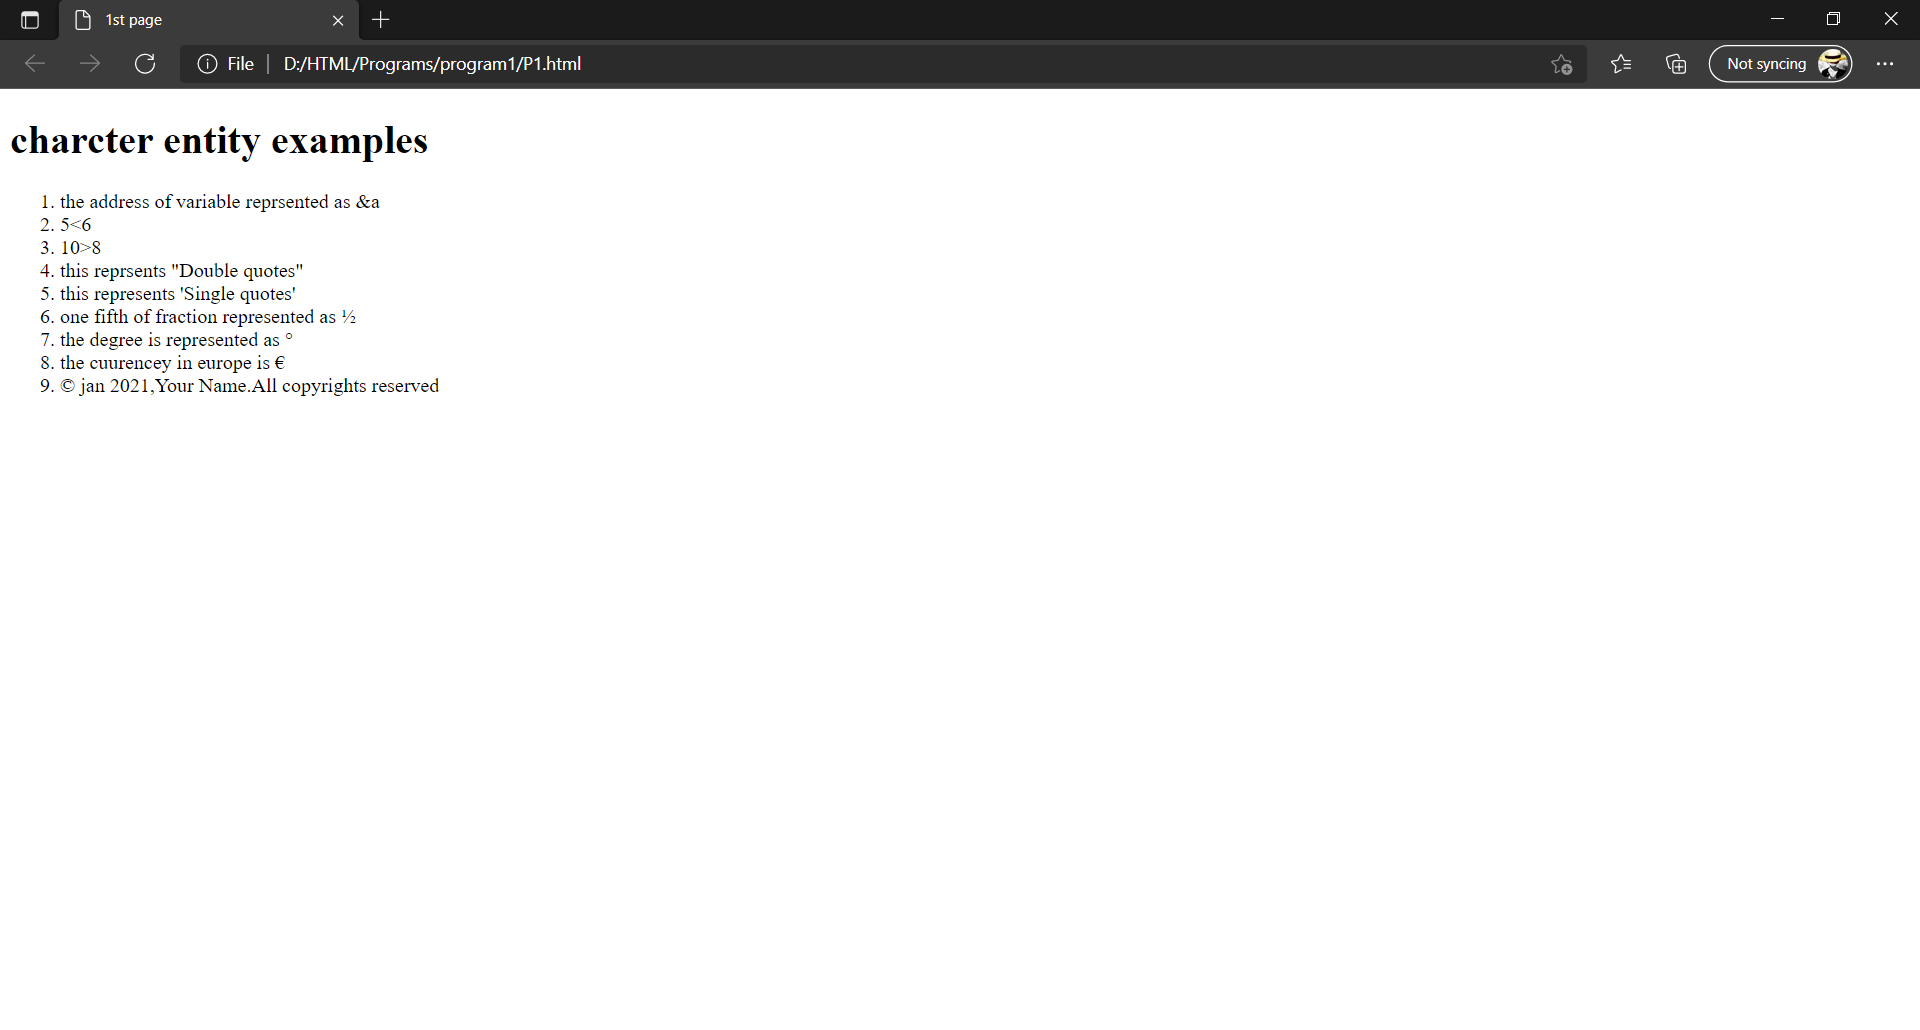 1st page
File D:/HTML/Programs/program1/P1.html
Not syncing
charcter entity examples
1. the address of variable reprsented as &a
2. 5<6
3. 10>8
4. this reprsents "Double quotes"
5. this represents 'Single quotes'
6. one fifth of fraction represented as ½
7. the degree is represented as °
8. the cuurencey in europe is €
9. © jan 2021,Your Name.All copyrights reserved